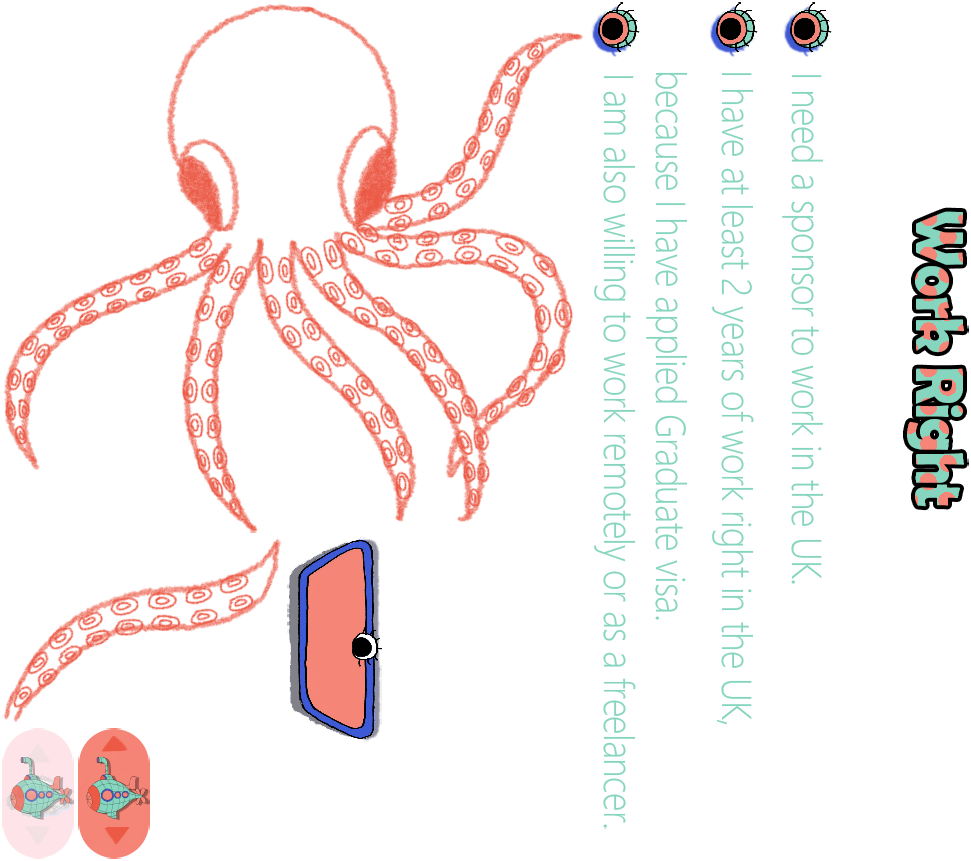 Work Right
I need a sponsor to work in the UK.
I have at least 2 years of work right in the UK,
because I have applied Graduate visa.
I am also willing to work remotely or as a freelancer.